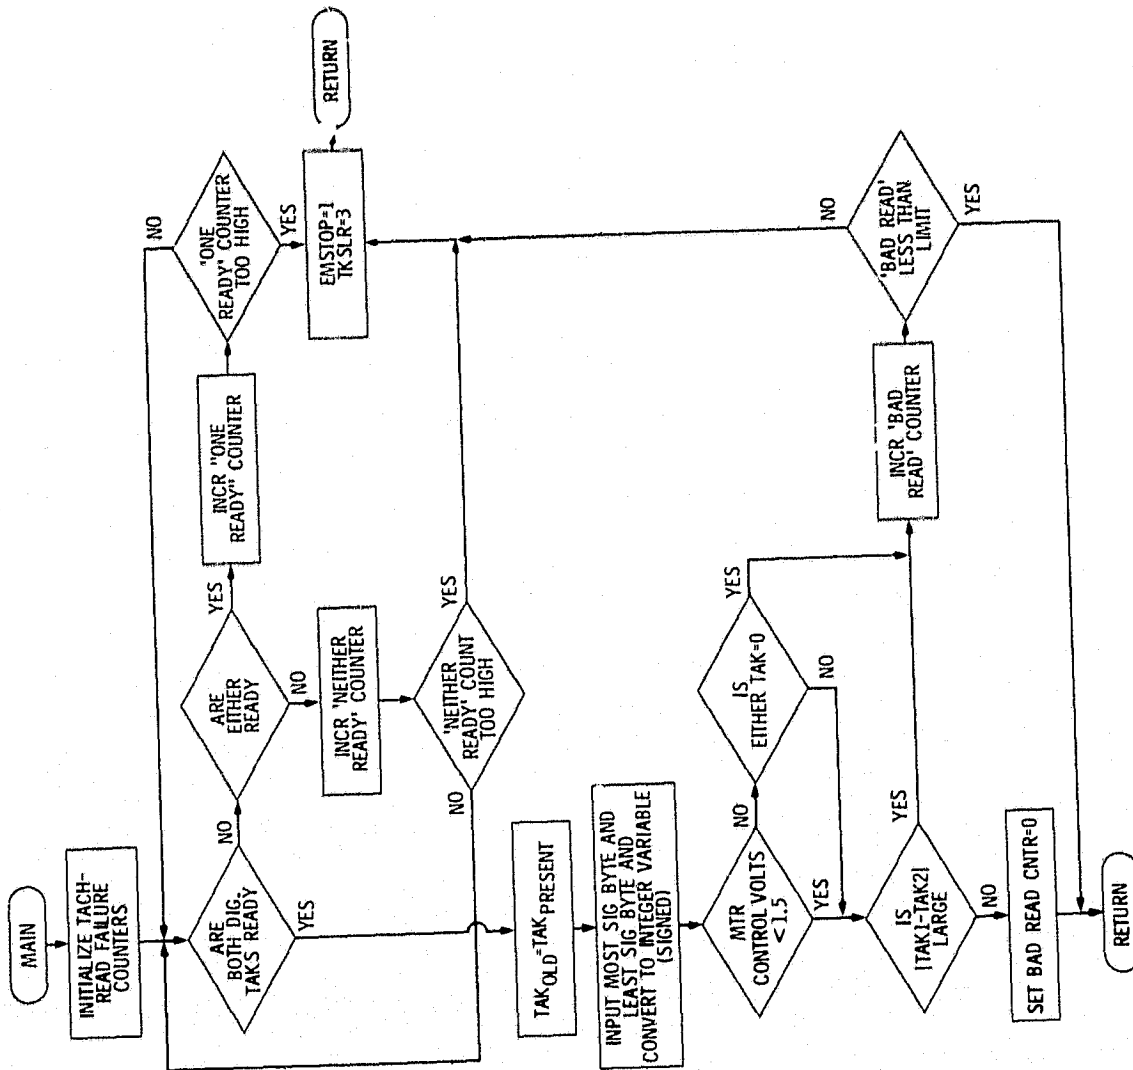 MAIN
INITIALIZE TACH-
READ FAILURE
COUNTERS
ARE
BOTH DIG.
TAKS READY
NO
YES
ARE
EITHER
READY
YES
NO
INCR "ONE
READY" COUNTER
'ONE
READY' COUNTER
TOO HIGH
NO
YES
EMSTOP=1
TKSLR=3
RETURN
INCR 'NEITHER
READY' COUNTER
'NEITHER
READY' COUNT
TOO HIGH
YES
NO
TAKOLD=TAKPRESENT
INPUT MOST SIG BYTE AND
LEAST SIG BYTE AND
CONVERT TO INTEGER VARIABLE
(SIGNED)
MTR
CONTROL VOLTS
<1.5
NO
YES
IS
EITHER TAK=0
YES
NO
IS
|TAK1-TAK2|
LARGE
YES
NO
INCR 'BAD
READ' COUNTER
'BAD READ'
LESS THAN
LIMIT
NO
YES
SET BAD READ CNTR=0
RETURN